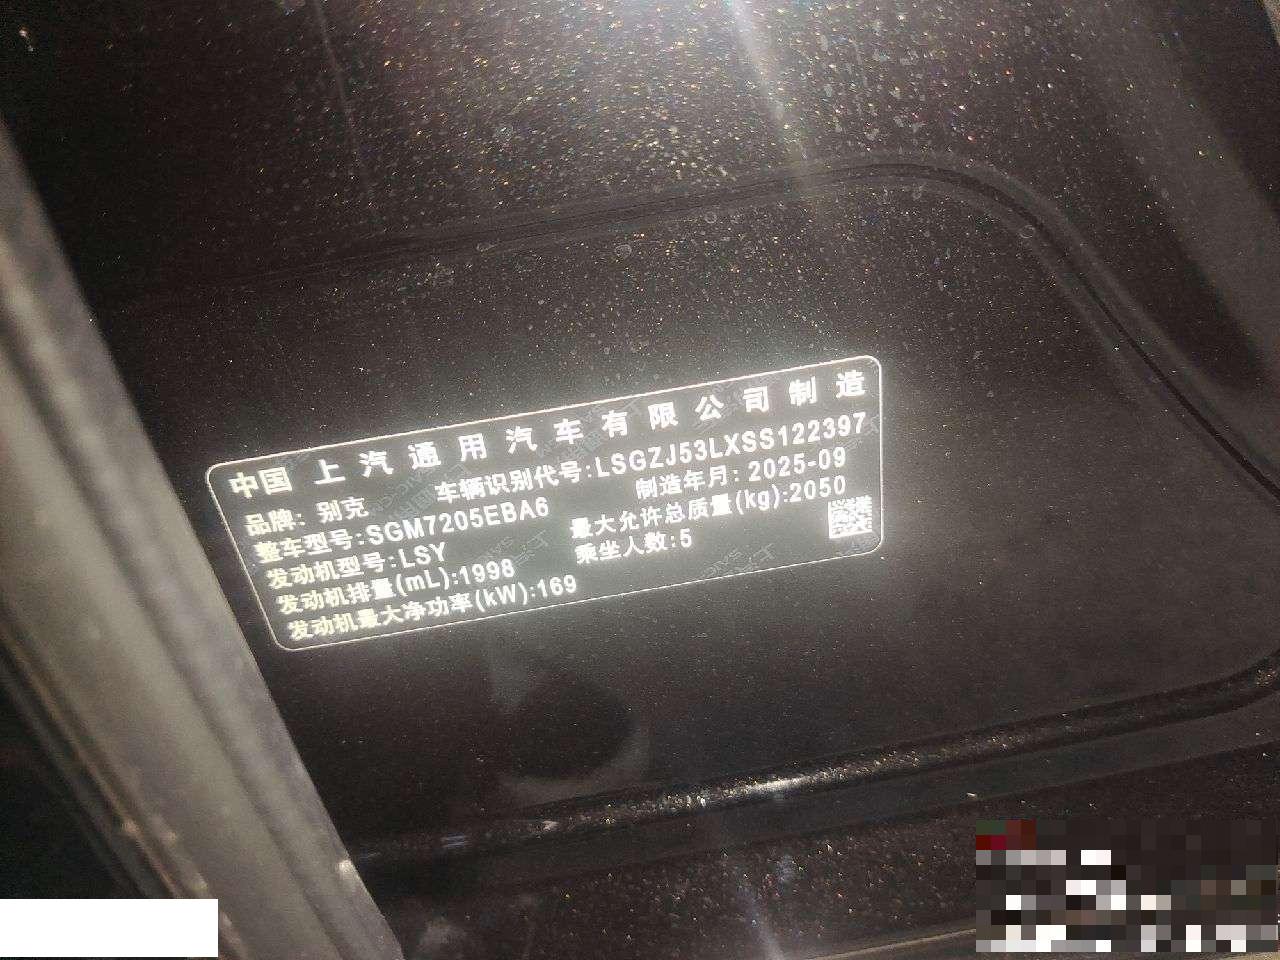 中国 上汽通用汽车有限公司制造
品牌: 别克 车辆识别代号:LSGZJ53LXSS122397
整车型号:SGM7205EBA6 制造年月: 2025-09
发动机型号:LSY 最大允许总质量(kg):2050
发动机排量(mL):1998 乘坐人数:5
发动机最大净功率(kW):169